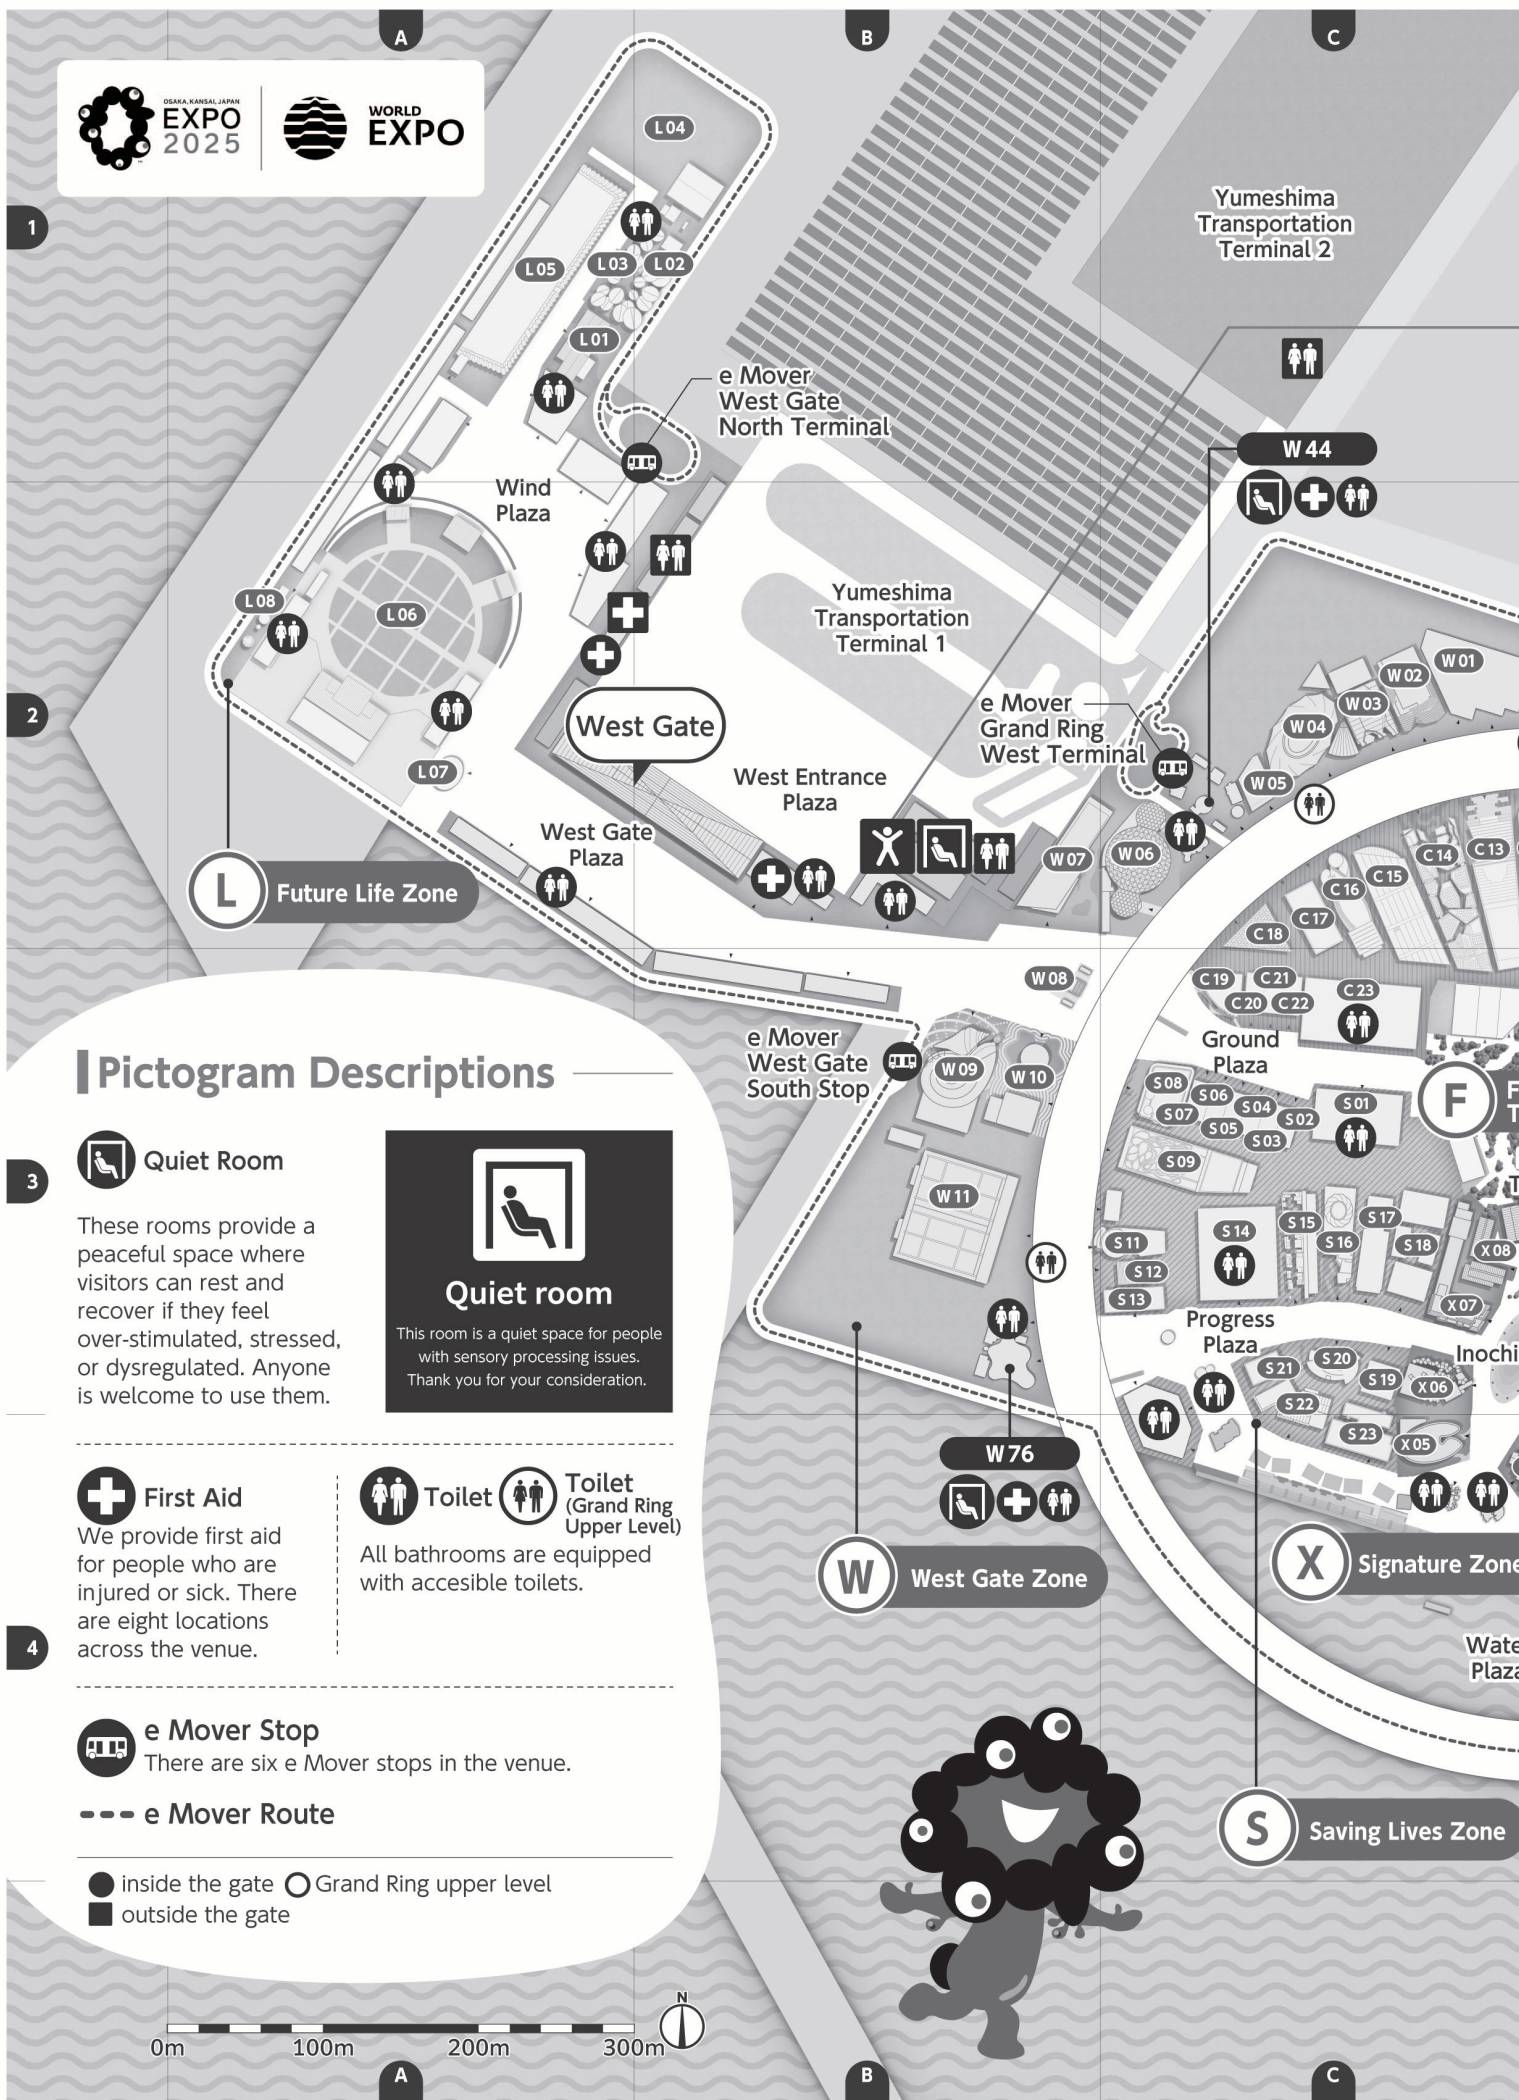 A
B
C
OSAKA, KANSAI, JAPAN
EXPO
2025
WORLD
EXPO
L 04
1
Yumeshima
Transportation
Terminal 2
L 05
L 03
L 02
L 01
e Mover
West Gate
North Terminal
W 44
Wind
Plaza
L 08
L 06
Yumeshima
Transportation
Terminal 1
W 01
W 02
W 03
W 04
W 05
2
West Gate
e Mover
Grand Ring
West Terminal
L 07
West Entrance
Plaza
West Gate
Plaza
W 07
W 06
C 13
C 14
C 15
C 16
C 17
C 18
L
Future Life Zone
W 08
C 19
C 21
C 20
C 22
C 23
Ground
Plaza
e Mover
West Gate
South Stop
W 09
W 10
S 08
S 06
S 04
S 02
S 01
S 07
S 05
S 03
F
S 09
Pictogram Descriptions
3
Quiet Room
These rooms provide a
peaceful space where
visitors can rest and
recover if they feel
over-stimulated, stressed,
or dysregulated. Anyone
is welcome to use them.
Quiet room
This room is a quiet space for people
with sensory processing issues.
Thank you for your consideration.
W 11
S 11
S 12
S 13
S 14
S 15
S 16
S 17
S 18
X 08
X 07
Progress
Plaza
Inochi
S 21
S 20
S 19
X 06
S 22
S 23
X 05
W 76
First Aid
We provide first aid
for people who are
injured or sick. There
are eight locations
across the venue.
Toilet
Toilet
(Grand Ring
Upper Level)
All bathrooms are equipped
with accesible toilets.
W
West Gate Zone
X
Signature Zone
4
Wate
Plaza
e Mover Stop
There are six e Mover stops in the venue.
e Mover Route
S
Saving Lives Zone
inside the gate
Grand Ring upper level
outside the gate
N
0m
100m
200m
300m
A
B
C